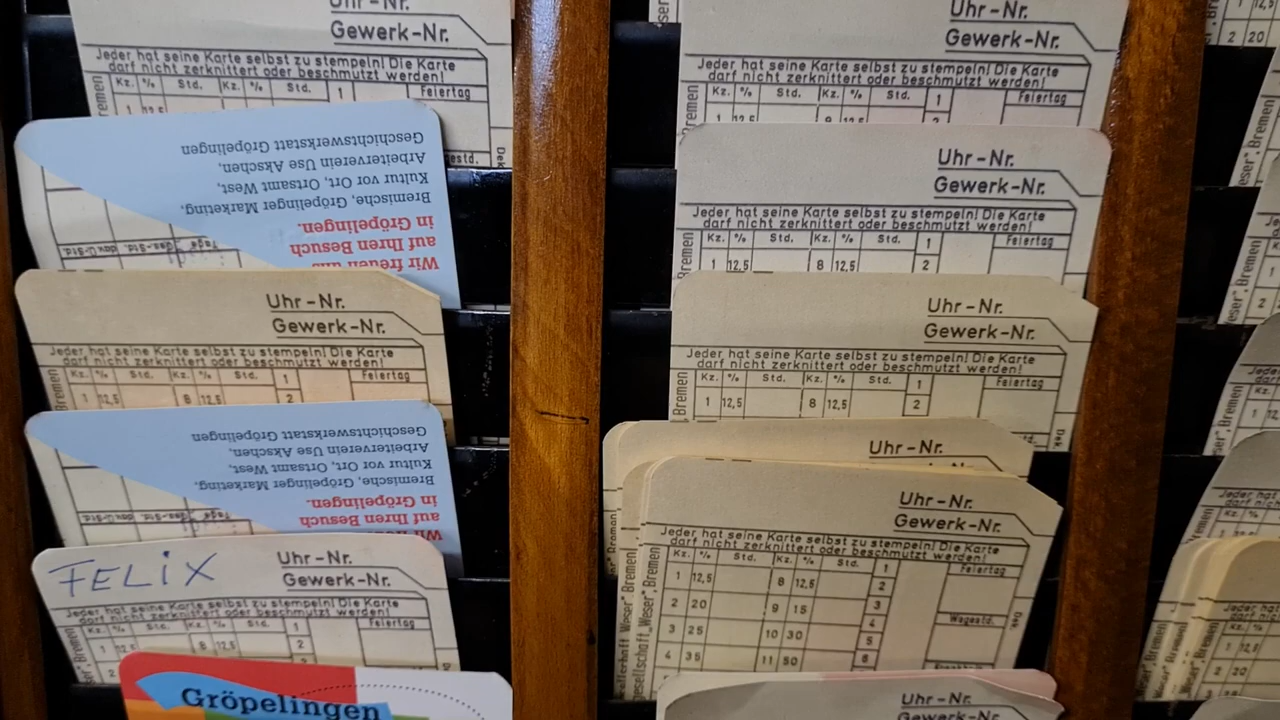 Uhr-Nr.
Gewerk-Nr.
Jeder hat seine Karte selbst zu stempeln! Die Karte
darf nicht zerknittert oder beschmutzt werden!
Kz. % Std. Kz. % Std. 1 Feiertag
1 12,5
Bremen
Geschichtswerkstatt Gröpelingen
Arbeiterverein Use Akschen,
Kultur vor Ort, Ortsamt West,
Bremische, Gröpelinger Marketing,
in Gröpelingen.
auf Ihren Besuch
Wir freuen uns
Uhr-Nr.
Gewerk-Nr.
Jeder hat seine Karte selbst zu stempeln! Die Karte
darf nicht zerknittert oder beschmutzt werden!
Kz. % Std. Kz. % Std. 1 Feiertag
1 12,5 8 12,5 2
Bremen
Geschichtswerkstatt Gröpelingen
Arbeiterverein Use Akschen,
Kultur vor Ort, Ortsamt West,
Bremische, Gröpelinger Marketing,
in Gröpelingen.
auf Ihren Besuch
FELIX
Uhr-Nr.
Gewerk-Nr.
Jeder hat seine Karte selbst zu stempeln! Die Karte
darf nicht zerknittert oder beschmutzt werden!
Kz. % Std. Kz. % Std. 1 Feiertag
1 12,5 8 12,5 2
Bremen
Gröpelingen
Uhr-Nr.
Gewerk-Nr.
Jeder hat seine Karte selbst zu stempeln! Die Karte
darf nicht zerknittert oder beschmutzt werden!
Kz. % Std. Kz. % Std. 1 Feiertag
Bremen
Uhr-Nr.
Gewerk-Nr.
Jeder hat seine Karte selbst zu stempeln! Die Karte
darf nicht zerknittert oder beschmutzt werden!
Kz. % Std. Kz. % Std. 1 Feiertag
1 12,5 8 12,5 2
Bremen
Uhr-Nr.
Gewerk-Nr.
Jeder hat seine Karte selbst zu stempeln! Die Karte
darf nicht zerknittert oder beschmutzt werden!
Kz. % Std. Kz. % Std. 1 Feiertag
1 12,5 8 12,5 2
Bremen
Dek.
Uhr-Nr.
Uhr-Nr.
Gewerk-Nr.
Jeder hat seine Karte selbst zu stempeln! Die Karte
darf nicht zerknittert oder beschmutzt werden!
Kz. % Std. Kz. % Std. 1 Feiertag
1 12,5 8 12,5 2
2 20 9 15 3
Wagestd.
3 25 10 30 4
5
4 35 11 50 6
esellschaft „Weser", Bremen
Dek.
Uhr-Nr.
Gewerk-Nr.